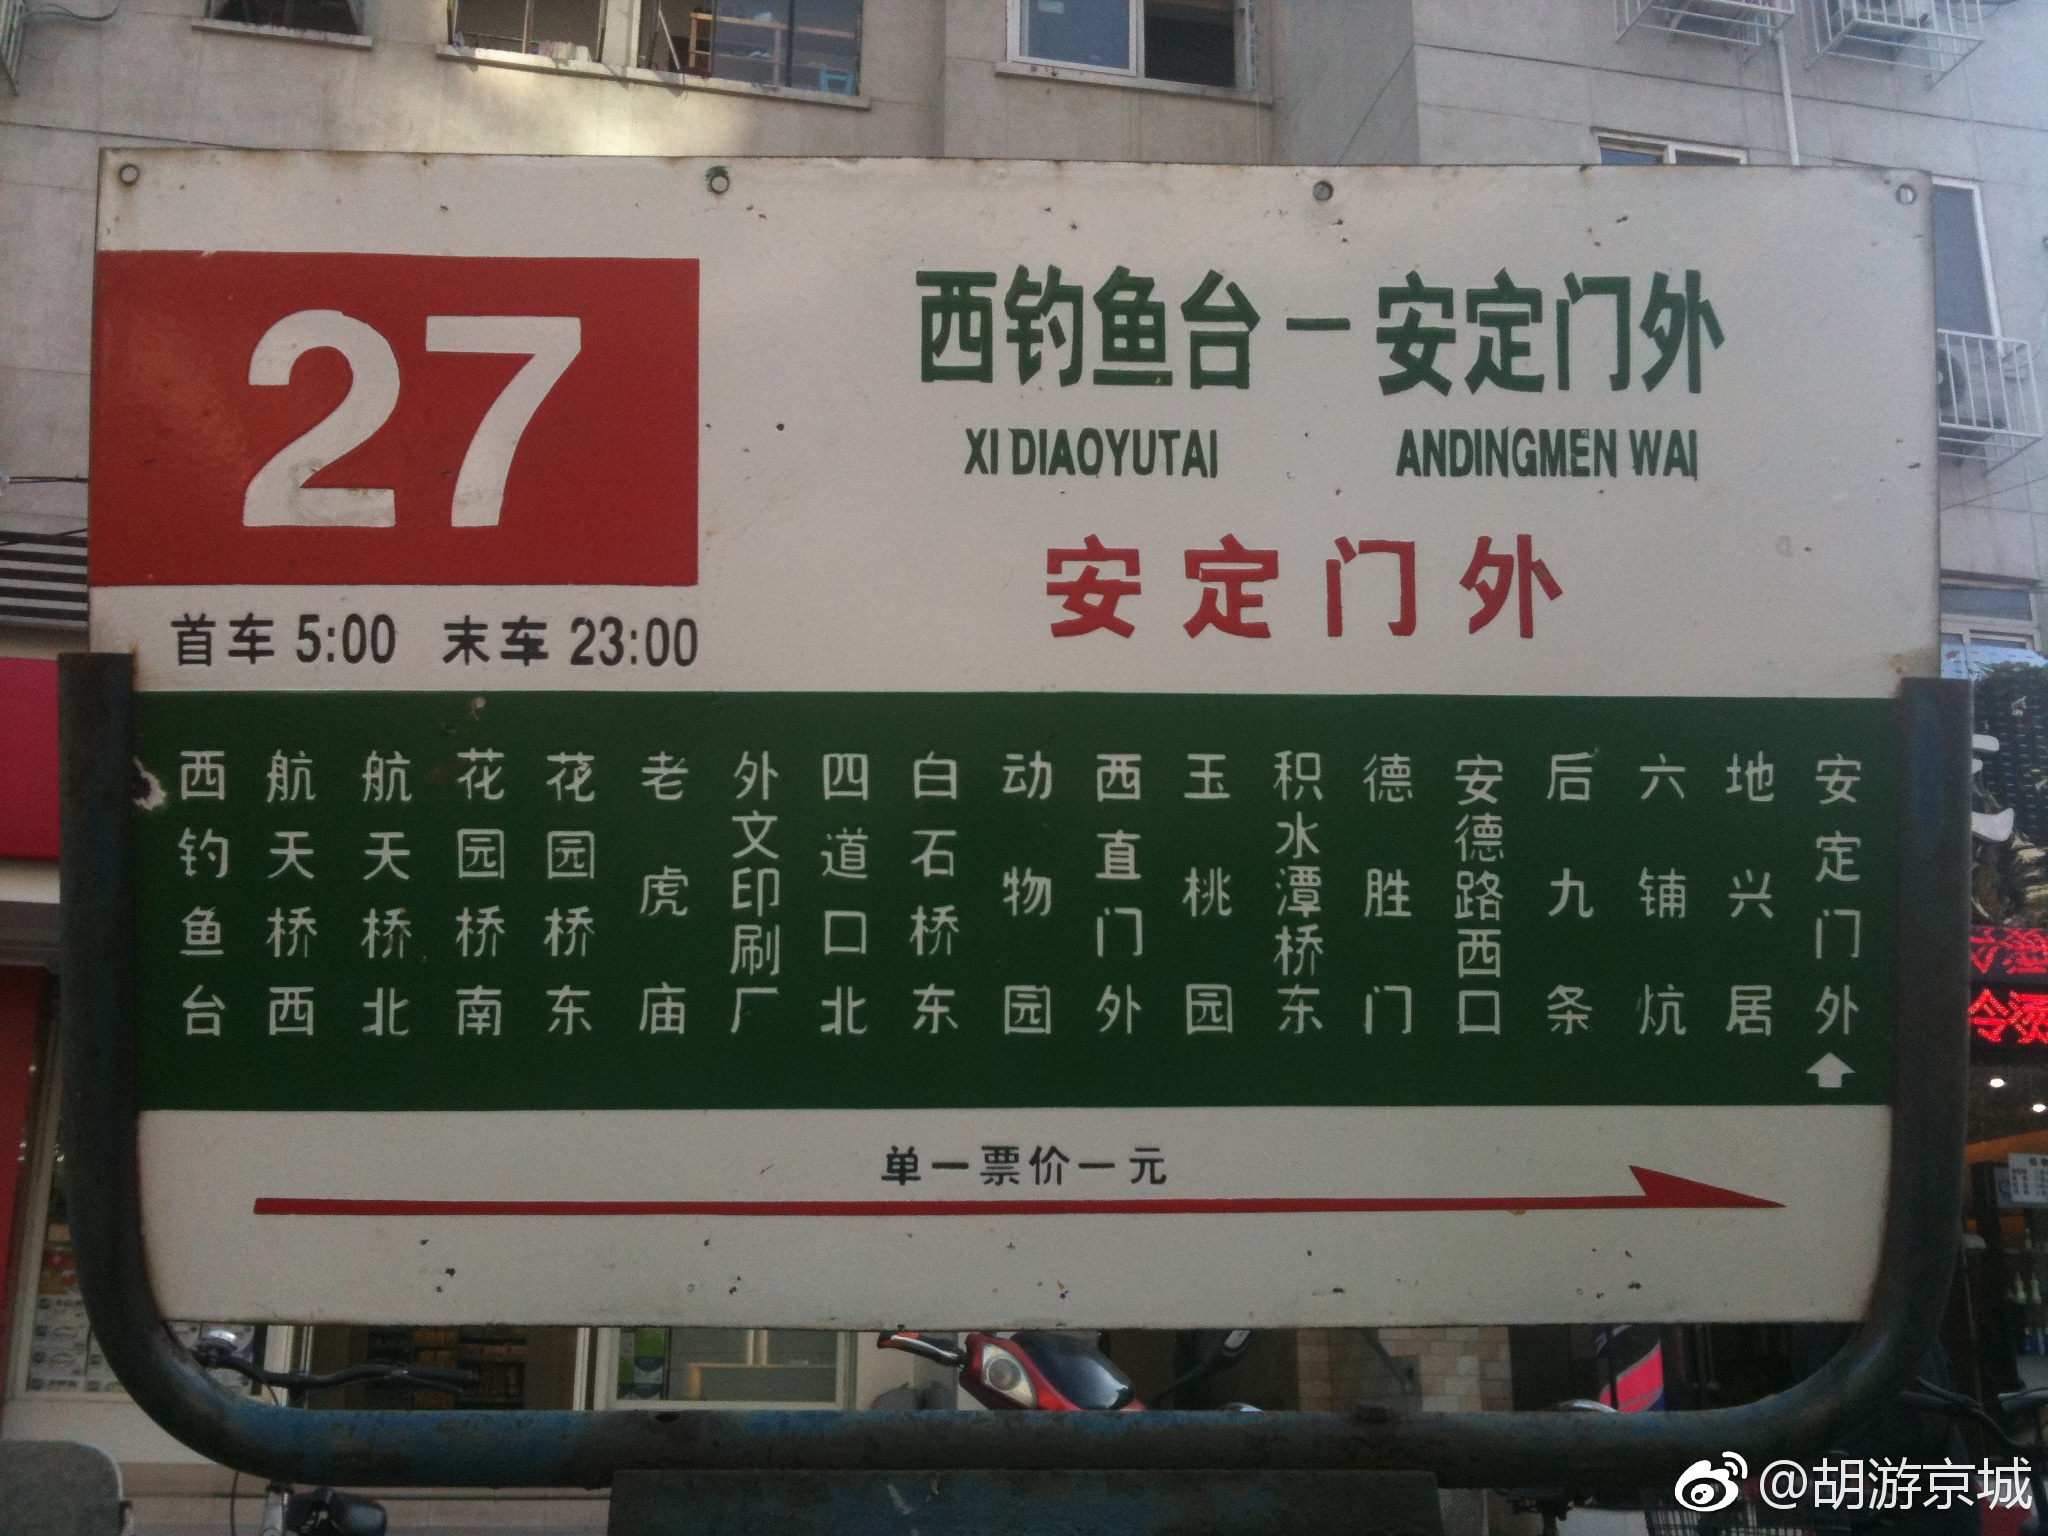 27
西钓鱼台－安定门外
XI DIAOYUTAI ANDINGMEN WAI
安定门外
首车 5:00 末车 23:00
西钓鱼台
航天桥西
航天桥北
花园桥南
花园桥东
老虎庙
外文印刷厂
四道口北
白石桥东
动物园
西直门外
玉桃园
积水潭桥东
德胜门
安德路西口
后九条
六铺炕
地兴居
安定门外
单一票价一元
@胡游京城